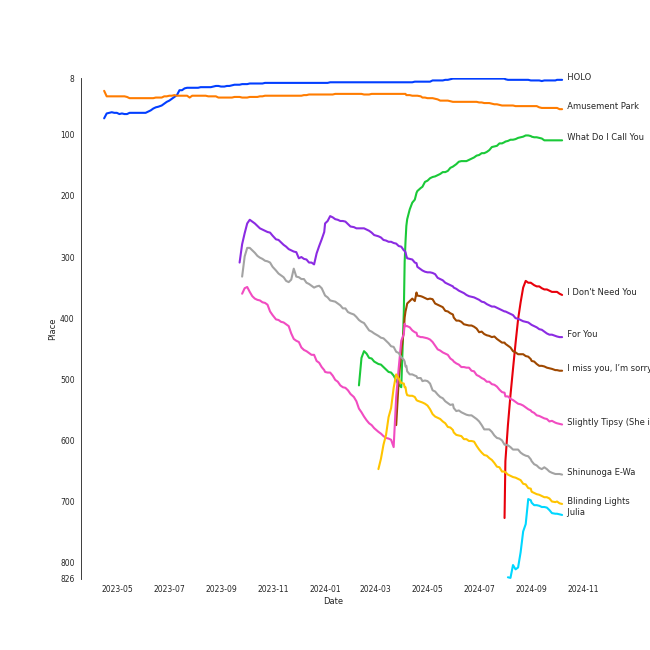 8
HOLO
Amusement Park
100
What Do I Call You
200
300
I Don't Need You
400
For You
I miss you, I'm sorry
500
Slightly Tipsy (She i
600
Shinunoga E-Wa
700
Blinding Lights
Julia
800
826
Place
2023-05 2023-07 2023-09 2023-11 2024-01 2024-03 2024-05 2024-07 2024-09 2024-11
Date